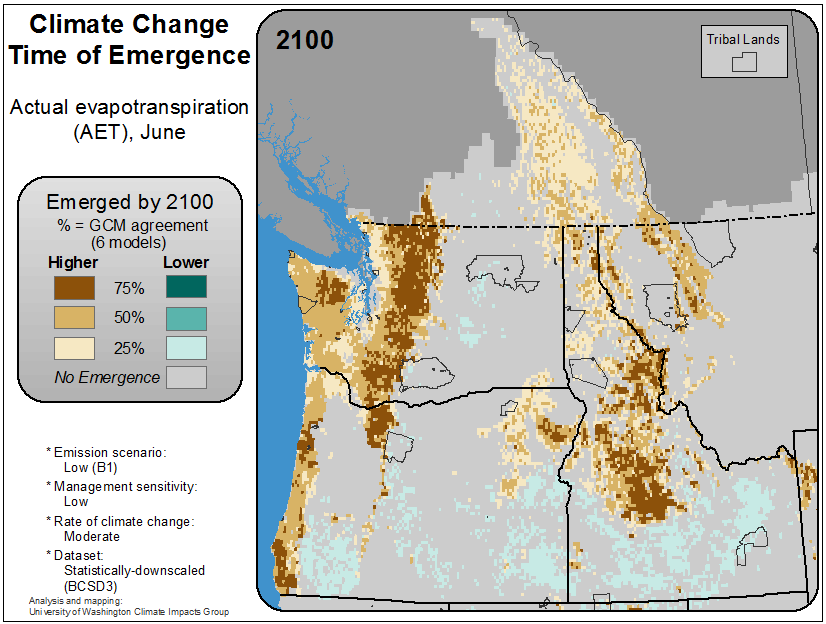 Climate Change
Time of Emergence
Actual evapotranspiration
(AET), June
Emerged by 2100
% = GCM agreement
(6 models)
Higher Lower
75%
50%
25%
No Emergence
* Emission scenario:
Low (B1)
* Management sensitivity:
Low
* Rate of climate change:
Moderate
* Dataset:
Statistically-downscaled
(BCSD3)
Analysis and mapping:
University of Washington Climate Impacts Group
2100
Tribal Lands